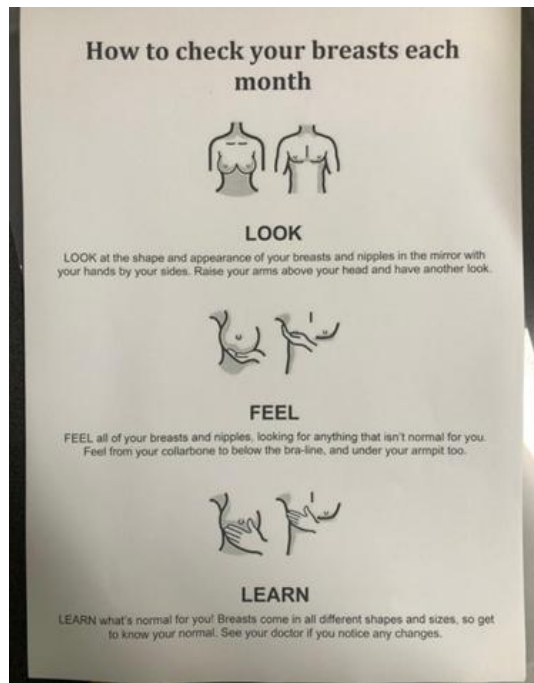 How to check your breasts each
month
LOOK
LOOK at the shape and appearance of your breasts and nipples in the mirror with
your hands by your sides. Raise your arms above your head and have another look.
FEEL
FEEL all of your breasts and nipples, looking for anything that isn't normal for you.
Feel from your collarbone to below the bra-line, and under your armpit too.
LEARN
LEARN what's normal for you! Breasts come in all different shapes and sizes, so get
to know your normal. See your doctor if you notice any changes.